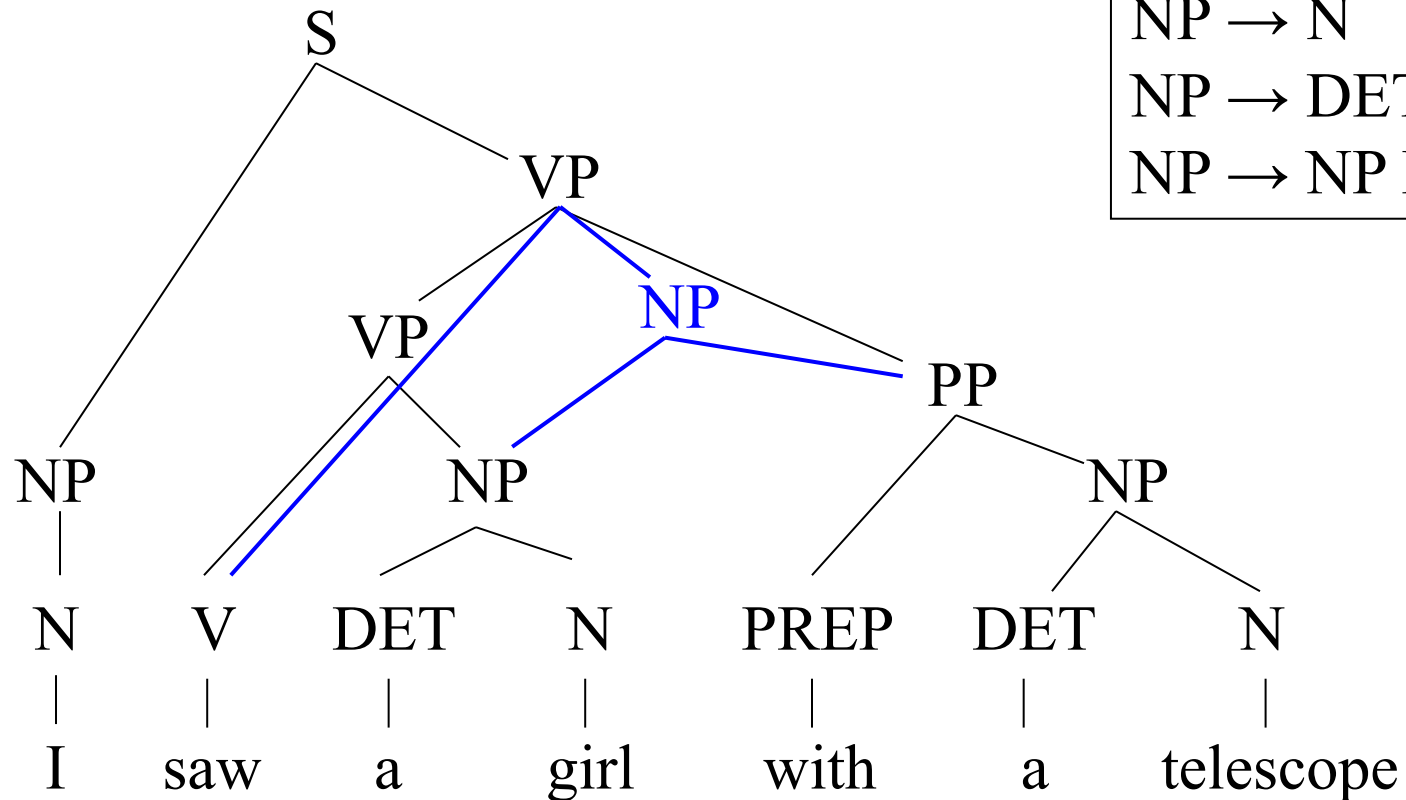 S
NP → N
NP → DET
VP
NP → NP
NP
VP
PP
NP NP NP
N V DET N PREP DET N
I saw a girl with a telescope